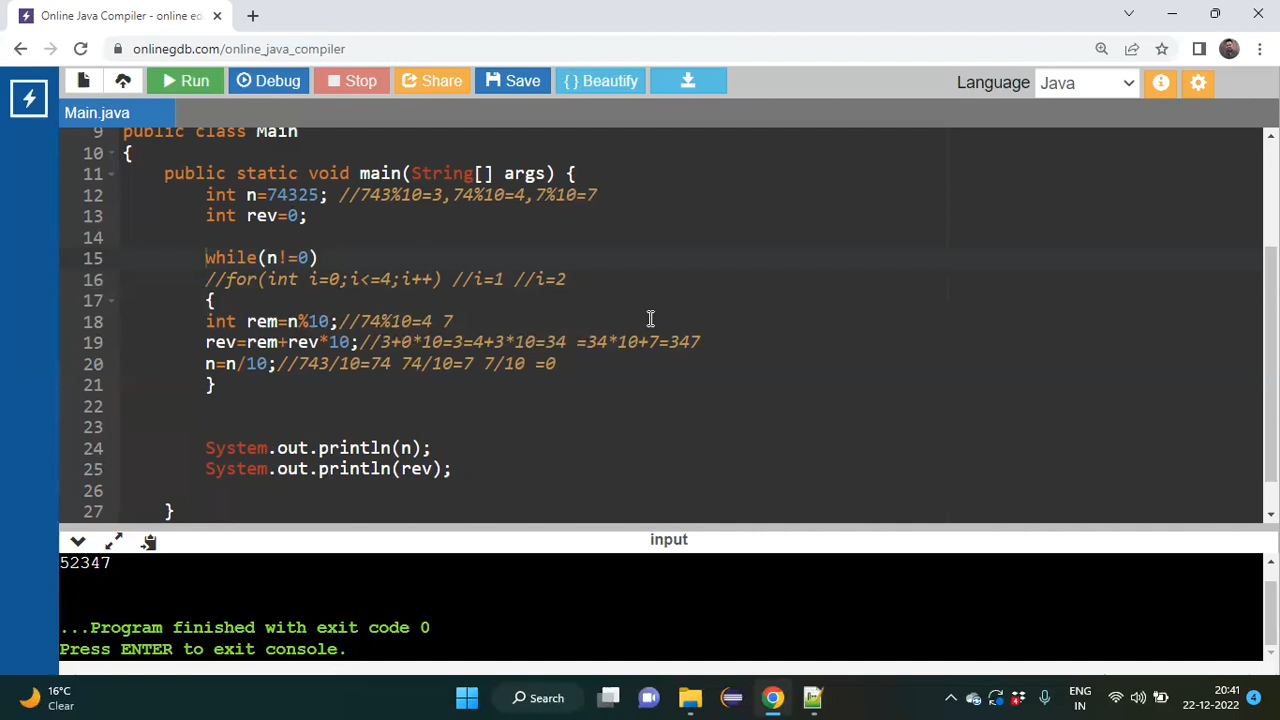 Online Java Compiler - online ed
onlinegdb.com/online_java_compiler
Run Debug Stop Share Save { } Beautify Language Java
Main.java
9 public class Main
10 {
11 public static void main(String[] args) {
12 int n=74325; //743%10=3,74%10=4,7%10=7
13 int rev=0;
14
15 while(n!=0)
16 //for(int i=0;i<=4;i++) //i=1 //i=2
17 {
18 int rem=n%10;//74%10=4 7
19 rev=rem+rev*10;//3+0*10=3=4+3*10=34 =34*10+7=347
20 n=n/10;//743/10=74 74/10=7 7/10 =0
21 }
22
23
24 System.out.println(n);
25 System.out.println(rev);
26
27 }
input
52347
...Program finished with exit code 0
Press ENTER to exit console.
16°C
Clear
Search
ENG
IN
20:41
22-12-2022
4